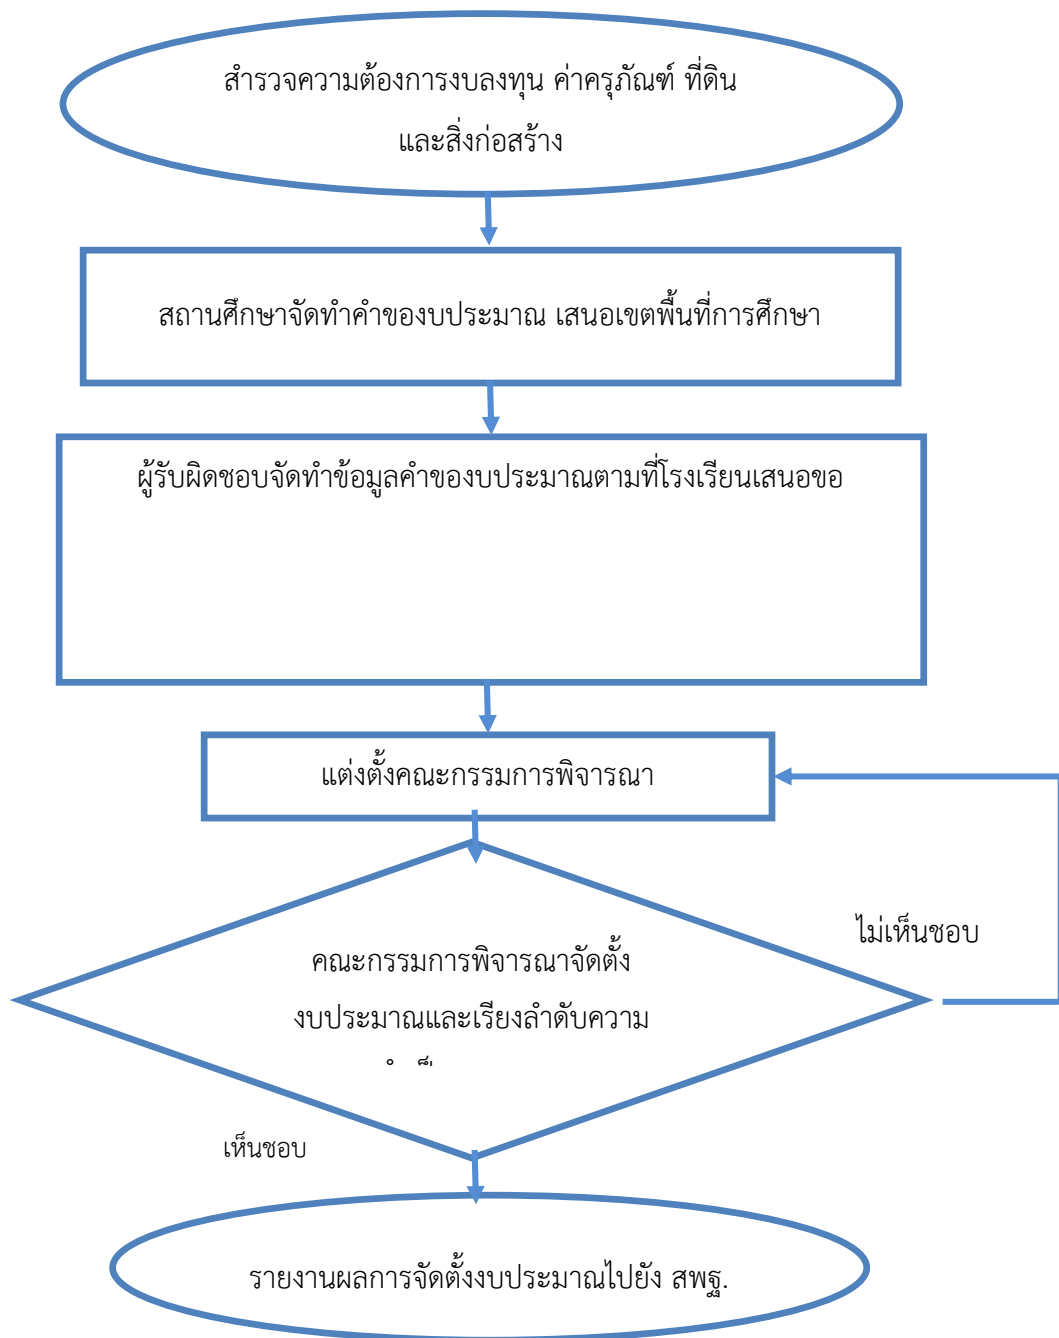 สำรวจความต้องการงบลงทุน ค่าครุภัณฑ์ ที่ดิน
และสิ่งก่อสร้าง
สถานศึกษาจัดทำคำของบประมาณ เสนอเขตพื้นที่การศึกษา
ผู้รับผิดชอบจัดทำข้อมูลคำของบประมาณตามที่โรงเรียนเสนอขอ
แต่งตั้งคณะกรรมการพิจารณา
ไม่เห็นชอบ
คณะกรรมการพิจารณาจัดตั้ง
งบประมาณและเรียงลำดับความ
เห็นชอบ
รายงานผลการจัดตั้งงบประมาณไปยัง สพฐ.